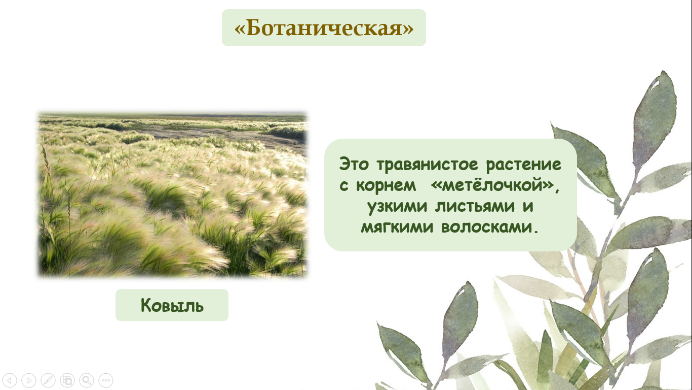 «Ботаническая»
Это травянистое растение
с корнем «метёлочкой»,
узкими листьями и
мягкими волосками.
Ковыль